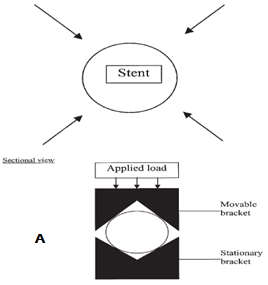 Stent
Sectional view
Applied load
Movable
bracket
A
Stationary
bracket